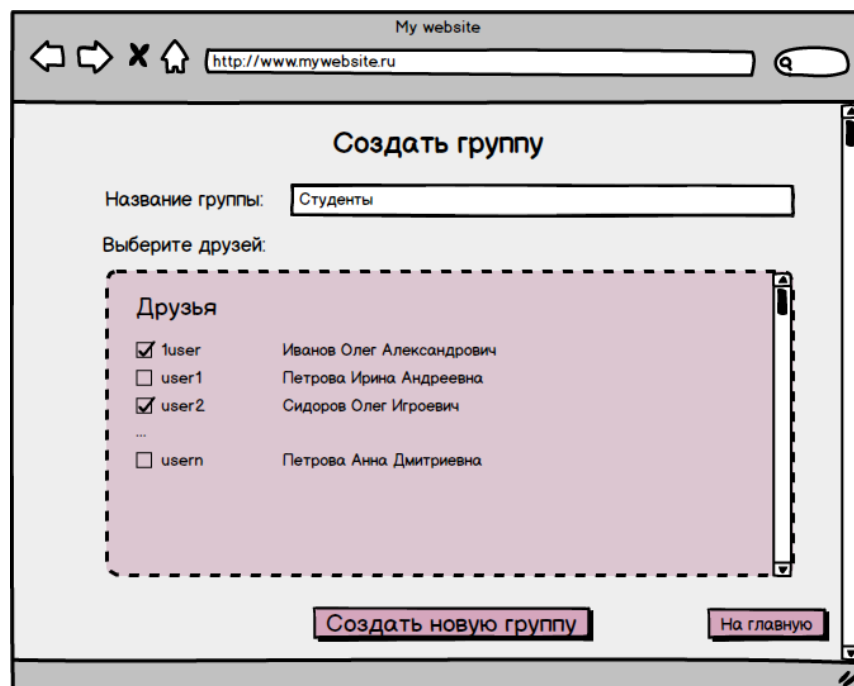 My website
http://www.mywebsite.ru
Создать группу
Название группы: Студенты
Выберите друзей:
Друзья
1user Иванов Олег Александрович
user1 Петрова Ирина Андреевна
user2 Сидоров Олег Игроевич
...
usern Петрова Анна Дмитриевна
Создать новую группу На главную